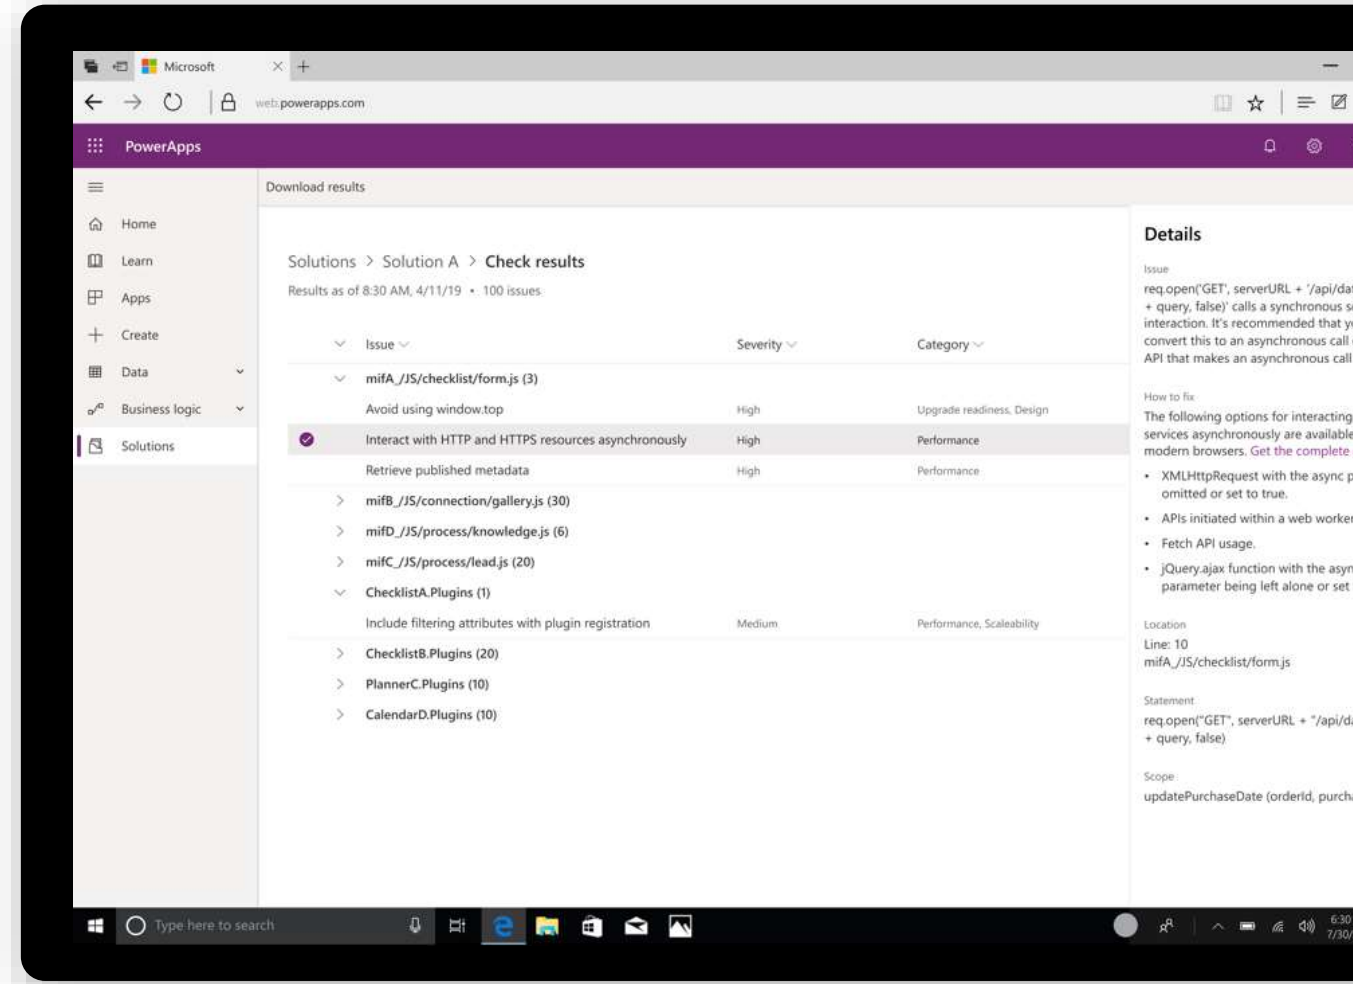 Microsoft
web.powerapps.com
PowerApps
Download results
Home
Learn
Apps
Create
Data
Business logic
Solutions
Solutions > Solution A > Check results
Results as of 8:30 AM, 4/11/19 • 100 issues
Issue Severity Category
mifA_/JS/checklist/form.js (3)
Avoid using window.top High Upgrade readiness, Design
Interact with HTTP and HTTPS resources asynchronously High Performance
Retrieve published metadata High Performance
mifB_/JS/connection/gallery.js (30)
mifD_/JS/process/knowledge.js (6)
mifC_/JS/process/lead.js (20)
ChecklistA.Plugins (1)
Include filtering attributes with plugin registration Medium Performance, Scaleability
ChecklistB.Plugins (20)
PlannerC.Plugins (10)
CalendarD.Plugins (10)
Details
Issue
req.open('GET', serverURL + '/api/da
+ query, false)' calls a synchronous
interaction. It's recommended that
convert this to an asynchronous call
API that makes an asynchronous call
How to fix
The following options for interacting
services asynchronously are available
modern browsers. Get the complete
• XMLHttpRequest with the async
omitted or set to true.
• APIs initiated within a web worker
• Fetch API usage.
• jQuery.ajax function with the
parameter being left alone or set
Location
Line: 10
mifA_/JS/checklist/form.js
Statement
req.open("GET", serverURL + "/api/da
+ query, false)
Scope
updatePurchaseDate (orderId,
Type here to search
6:30
7/30/